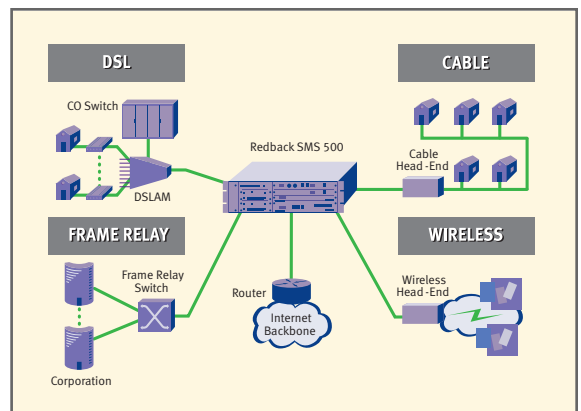 DSL
CO Switch
DSLAM
Redback SMS 500
CABLE
Cable
Head-End
FRAME RELAY
Frame Relay
Switch
Corporation
Router
Internet
Backbone
WIRELESS
Wireless
Head-End